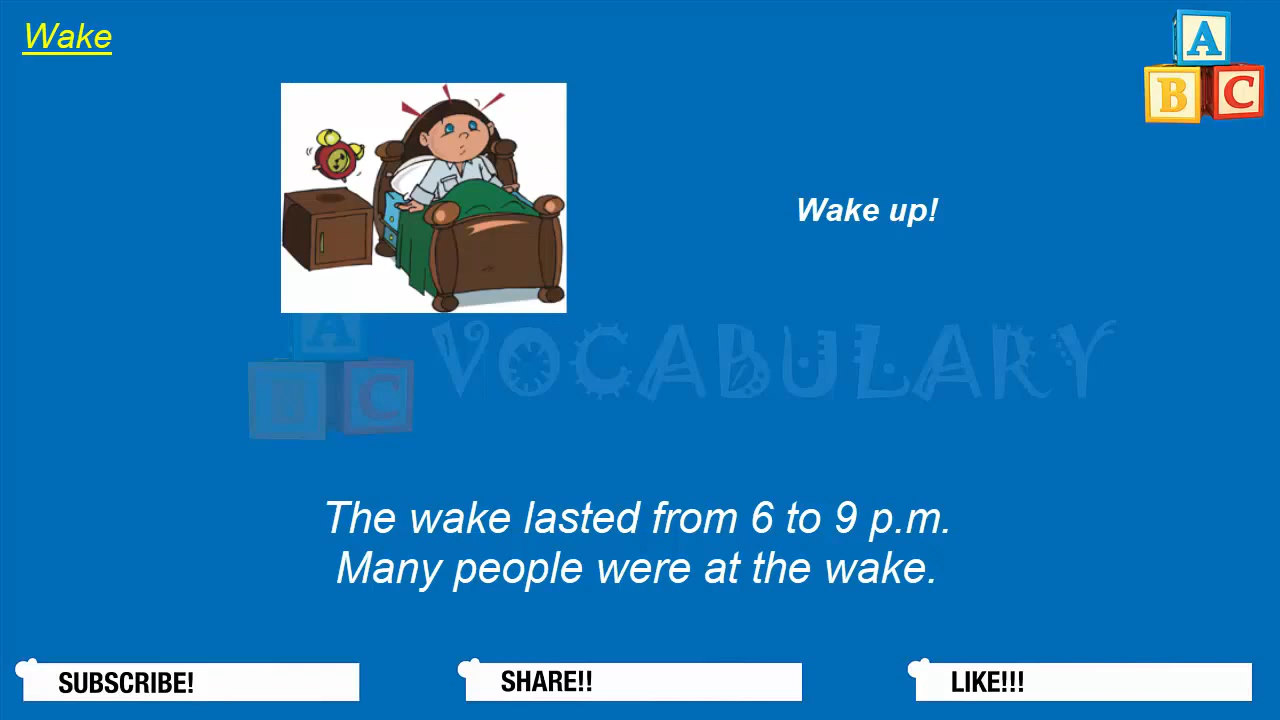 Wake
A
B C
Wake up!
A
B C
VOCABULARY
The wake lasted from 6 to 9 p.m.
Many people were at the wake.
SUBSCRIBE!
SHARE!!
LIKE!!!